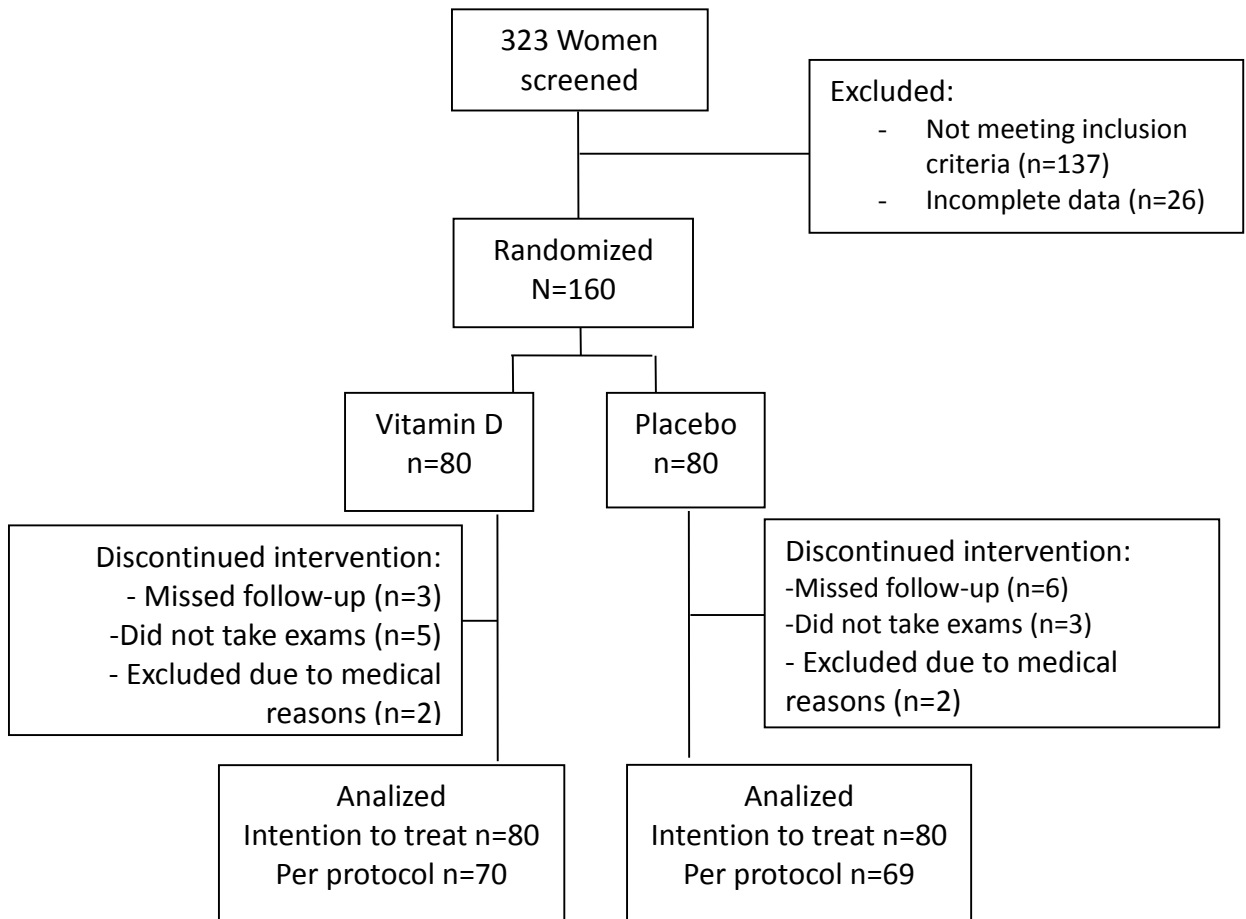 323 Women
screened
Excluded:
- Not meeting inclusion
criteria (n=137)
- Incomplete data (n=26)
Randomized
N=160
Vitamin D
n=80
Placebo
n=80
Discontinued intervention:
- Missed follow-up (n=3)
-Did not take exams (n=5)
- Excluded due to medical
reasons (n=2)
Discontinued intervention:
-Missed follow-up (n=6)
-Did not take exams (n=3)
- Excluded due to medical
reasons (n=2)
Analized
Intention to treat n=80
Per protocol n=70
Analized
Intention to treat n=80
Per protocol n=69